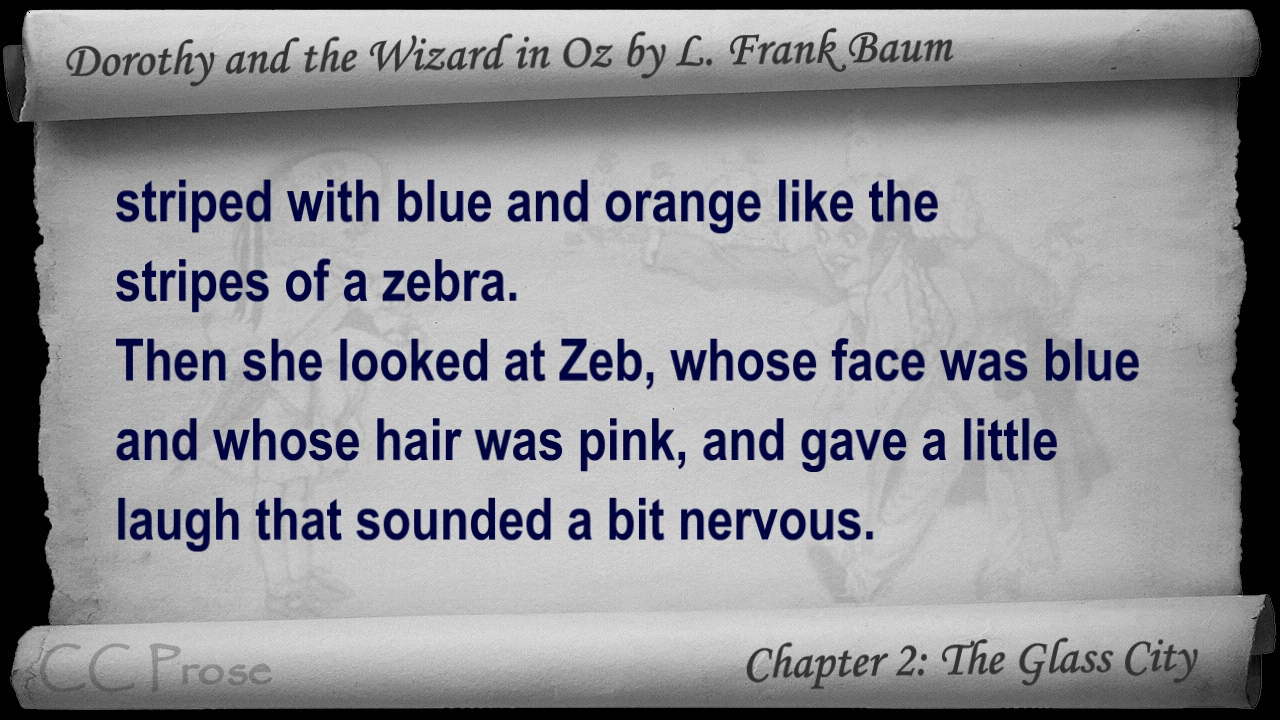 Dorothy and the Wizard in Oz by L. Frank Baum
striped with blue and orange like the
stripes of a zebra.
Then she looked at Zeb, whose face was blue
and whose hair was pink, and gave a little
laugh that sounded a bit nervous.
CC Prose
Chapter 2: The Glass City